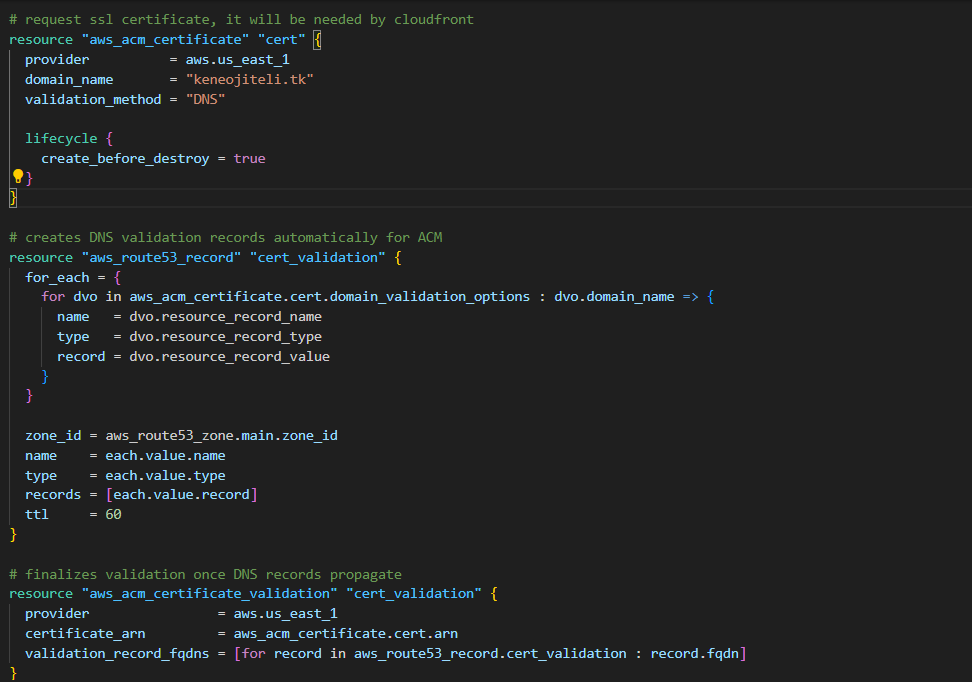 # request ssl certificate, it will be needed by cloudfront
resource "aws_acm_certificate" "cert" {
  provider          = aws.us_east_1
  domain_name       = "keneojiteli.tk"
  validation_method = "DNS"

  lifecycle {
    create_before_destroy = true
  }
}

# creates DNS validation records automatically for ACM
resource "aws_route53_record" "cert_validation" {
  for_each = {
    for dvo in aws_acm_certificate.cert.domain_validation_options : dvo.domain_name => {
      name   = dvo.resource_record_name
      type   = dvo.resource_record_type
      record = dvo.resource_record_value
    }
  }

  zone_id = aws_route53_zone.main.zone_id
  name    = each.value.name
  type    = each.value.type
  records = [each.value.record]
  ttl     = 60
}

# finalizes validation once DNS records propagate
resource "aws_acm_certificate_validation" "cert_validation" {
  provider                = aws.us_east_1
  certificate_arn         = aws_acm_certificate.cert.arn
  validation_record_fqdns = [for record in aws_route53_record.cert_validation : record.fqdn]
}